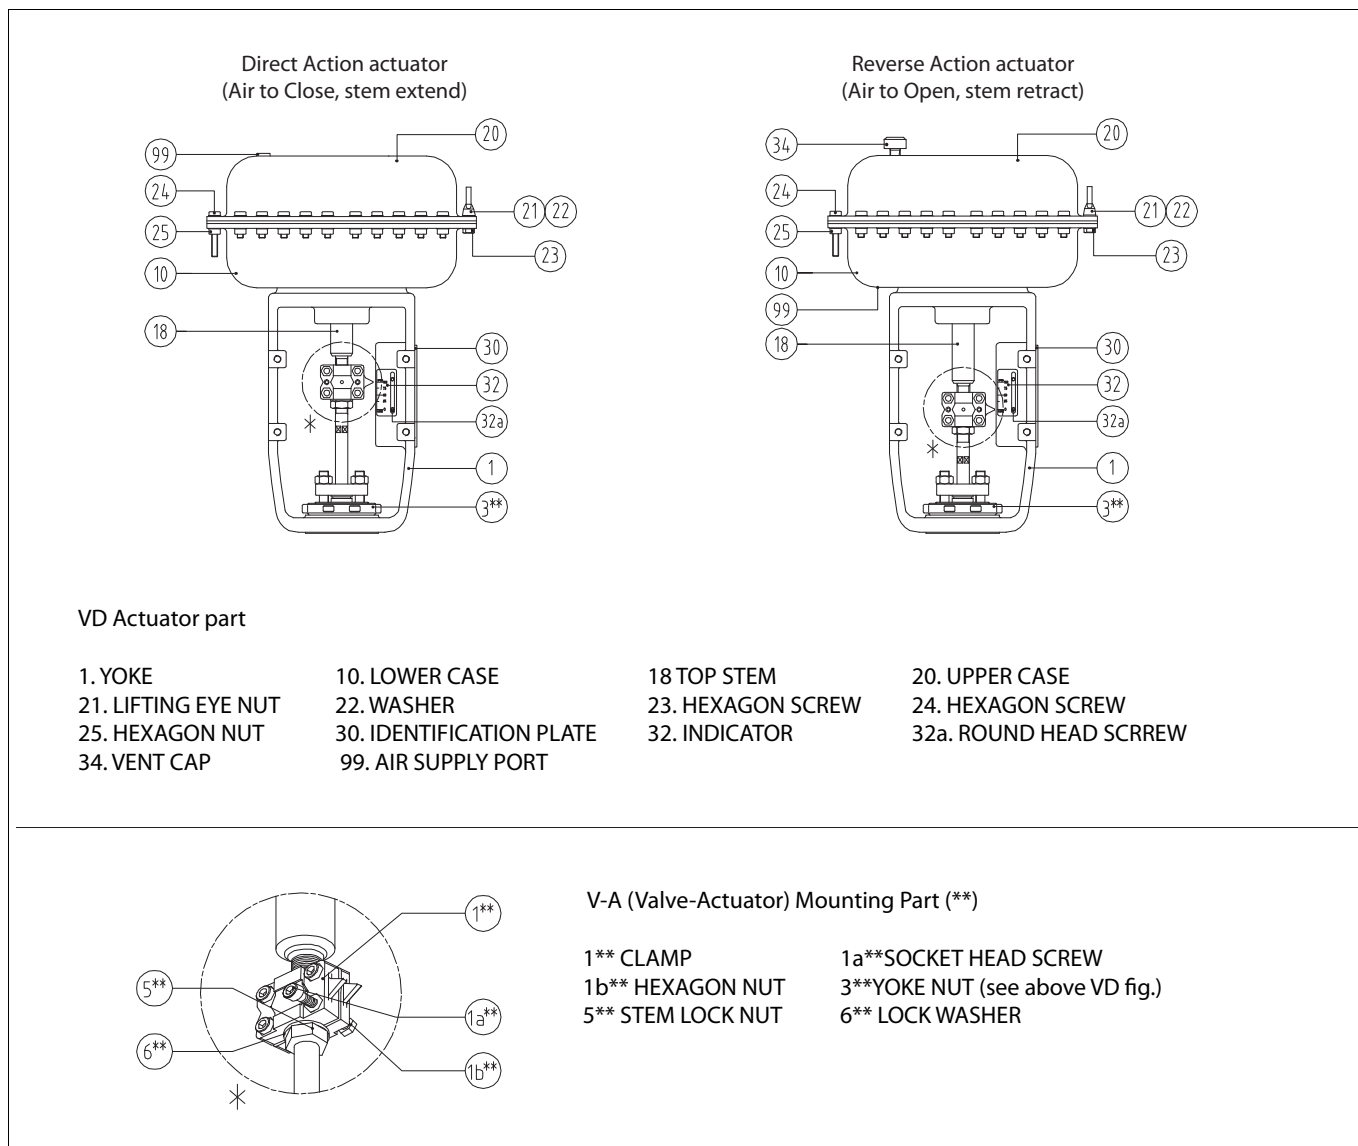 Direct Action actuator
(Air to Close, stem extend)
Reverse Action actuator
(Air to Open, stem retract)
20
99
24
21 22
25
23
10
18
30
32
32a
1
3**
34
20
24
21 22
25
23
10
99
18
30
32
32a
1
3**
VD Actuator part
1. YOKE 10. LOWER CASE 18 TOP STEM 20. UPPER CASE
21. LIFTING EYE NUT 22. WASHER 23. HEXAGON SCREW 24. HEXAGON SCREW
25. HEXAGON NUT 30. IDENTIFICATION PLATE 32. INDICATOR 32a. ROUND HEAD SCRREW
34. VENT CAP 99. AIR SUPPLY PORT
1**
5**
1a**
6**
1b**
V-A (Valve-Actuator) Mounting Part (**)
1** CLAMP 1a**SOCKET HEAD SCREW
1b** HEXAGON NUT 3**YOKE NUT (see above VD fig.)
5** STEM LOCK NUT 6** LOCK WASHER